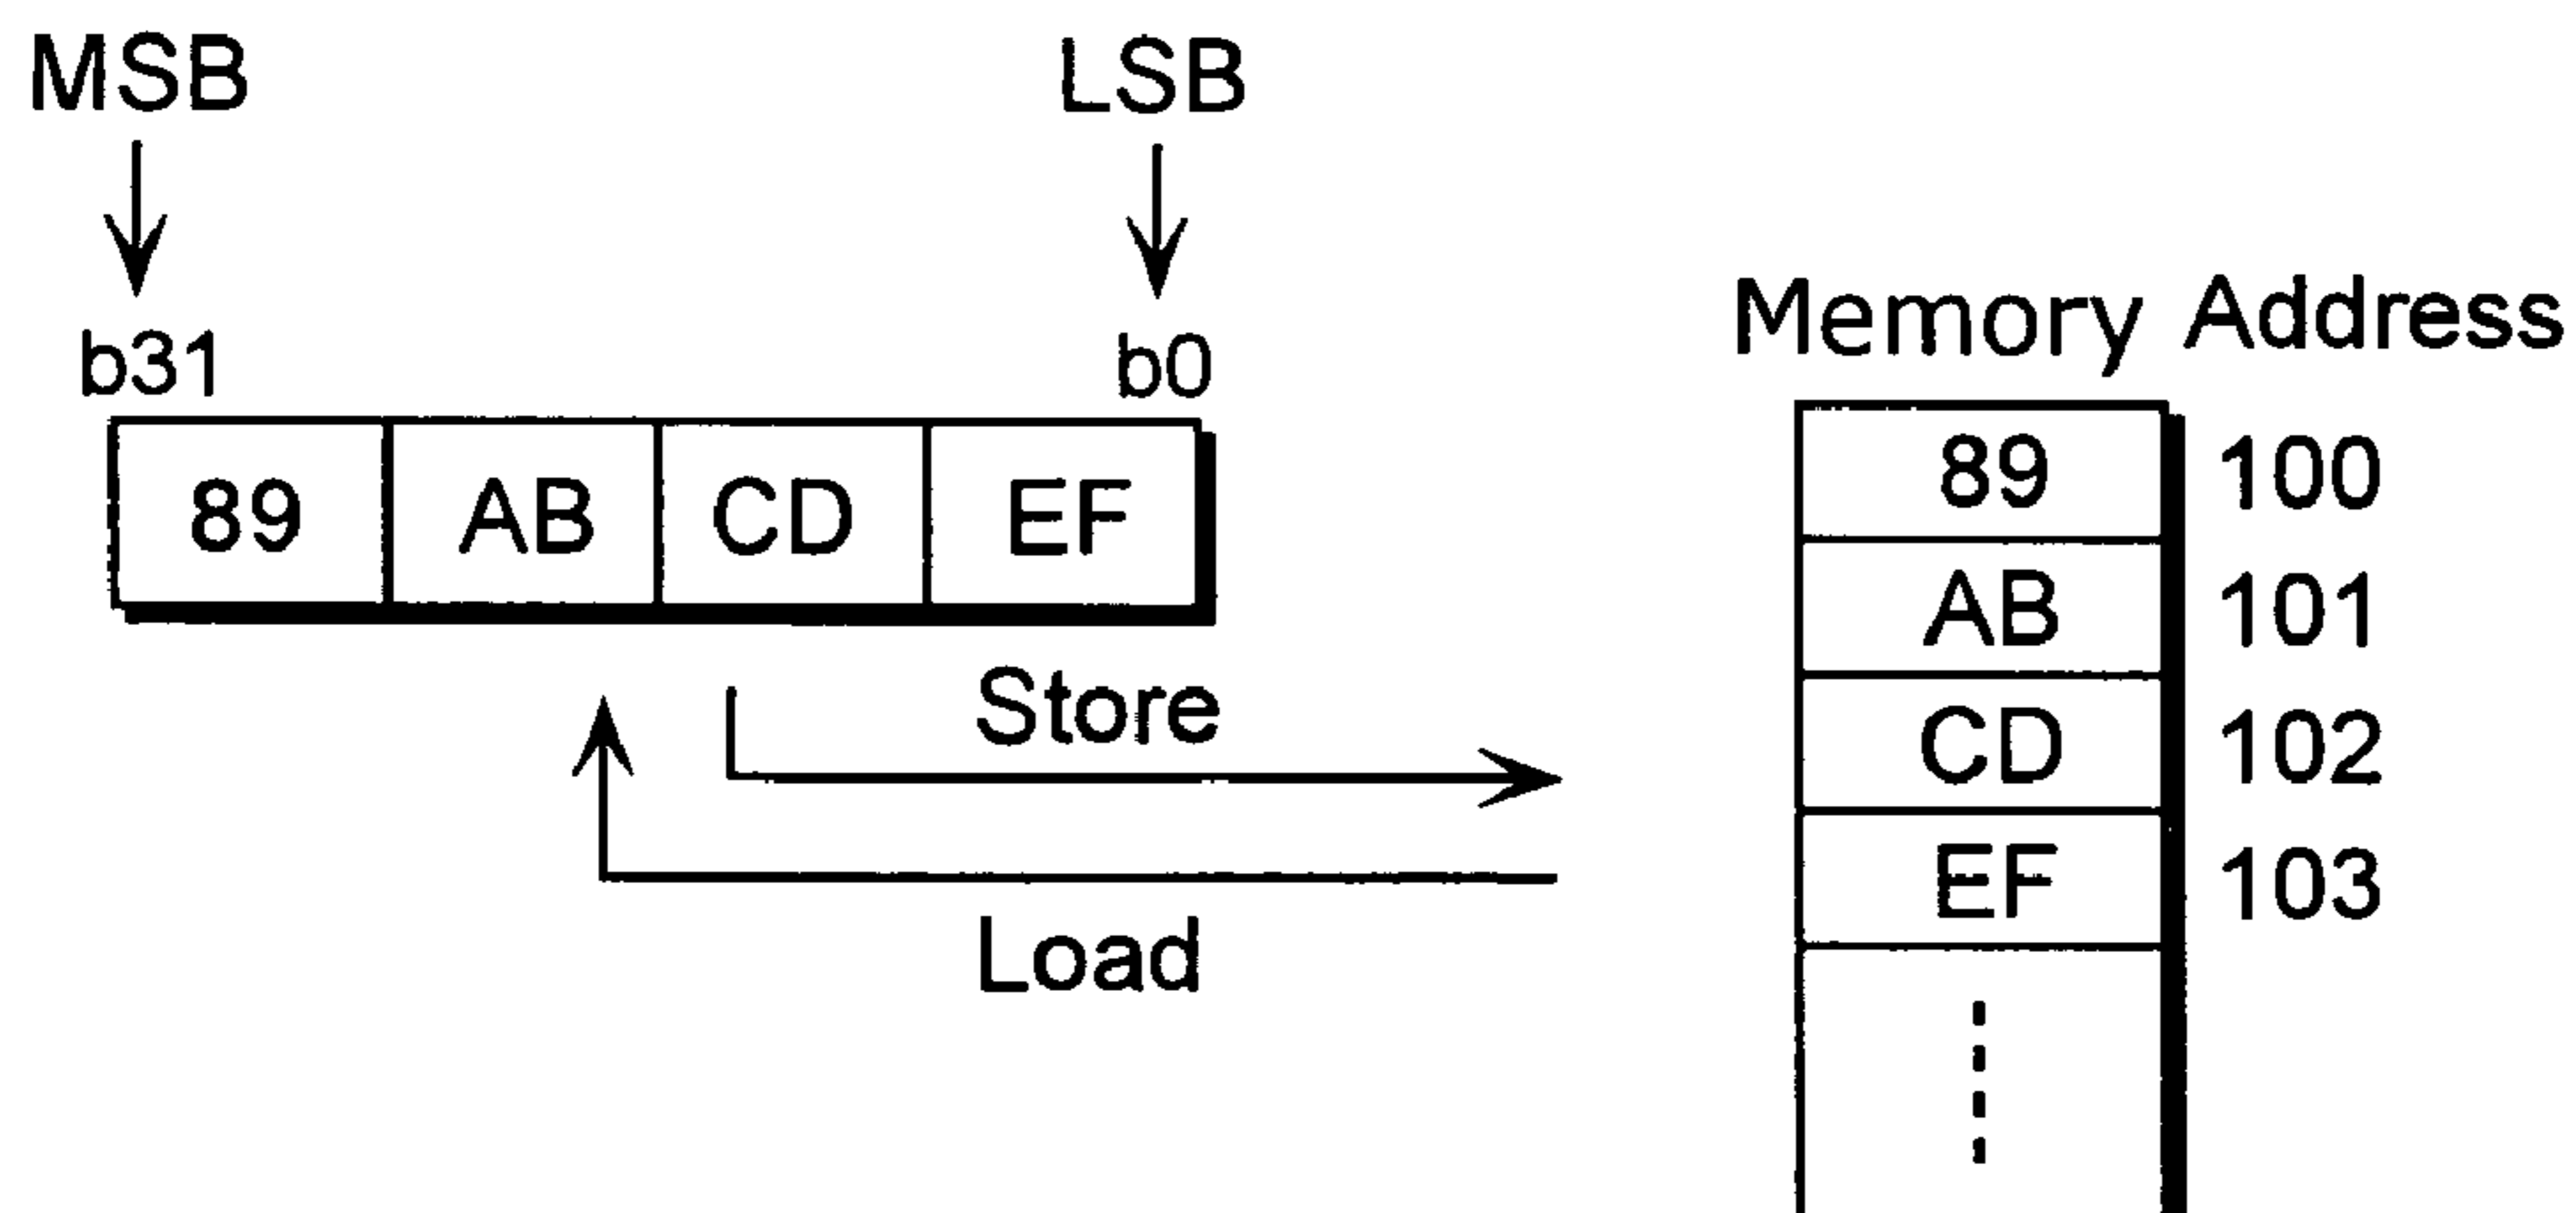 MSB LSB
b31 b0
89 AB CD EF
Store
Load
Memory Address
89 100
AB 101
CD 102
EF 103